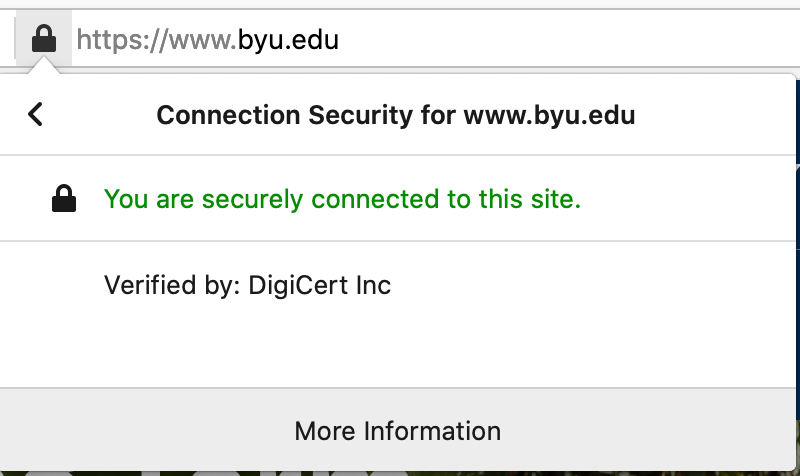 https://www.byu.edu
Connection Security for www.byu.edu
You are securely connected to this site.
Verified by: DigiCert Inc
More Information